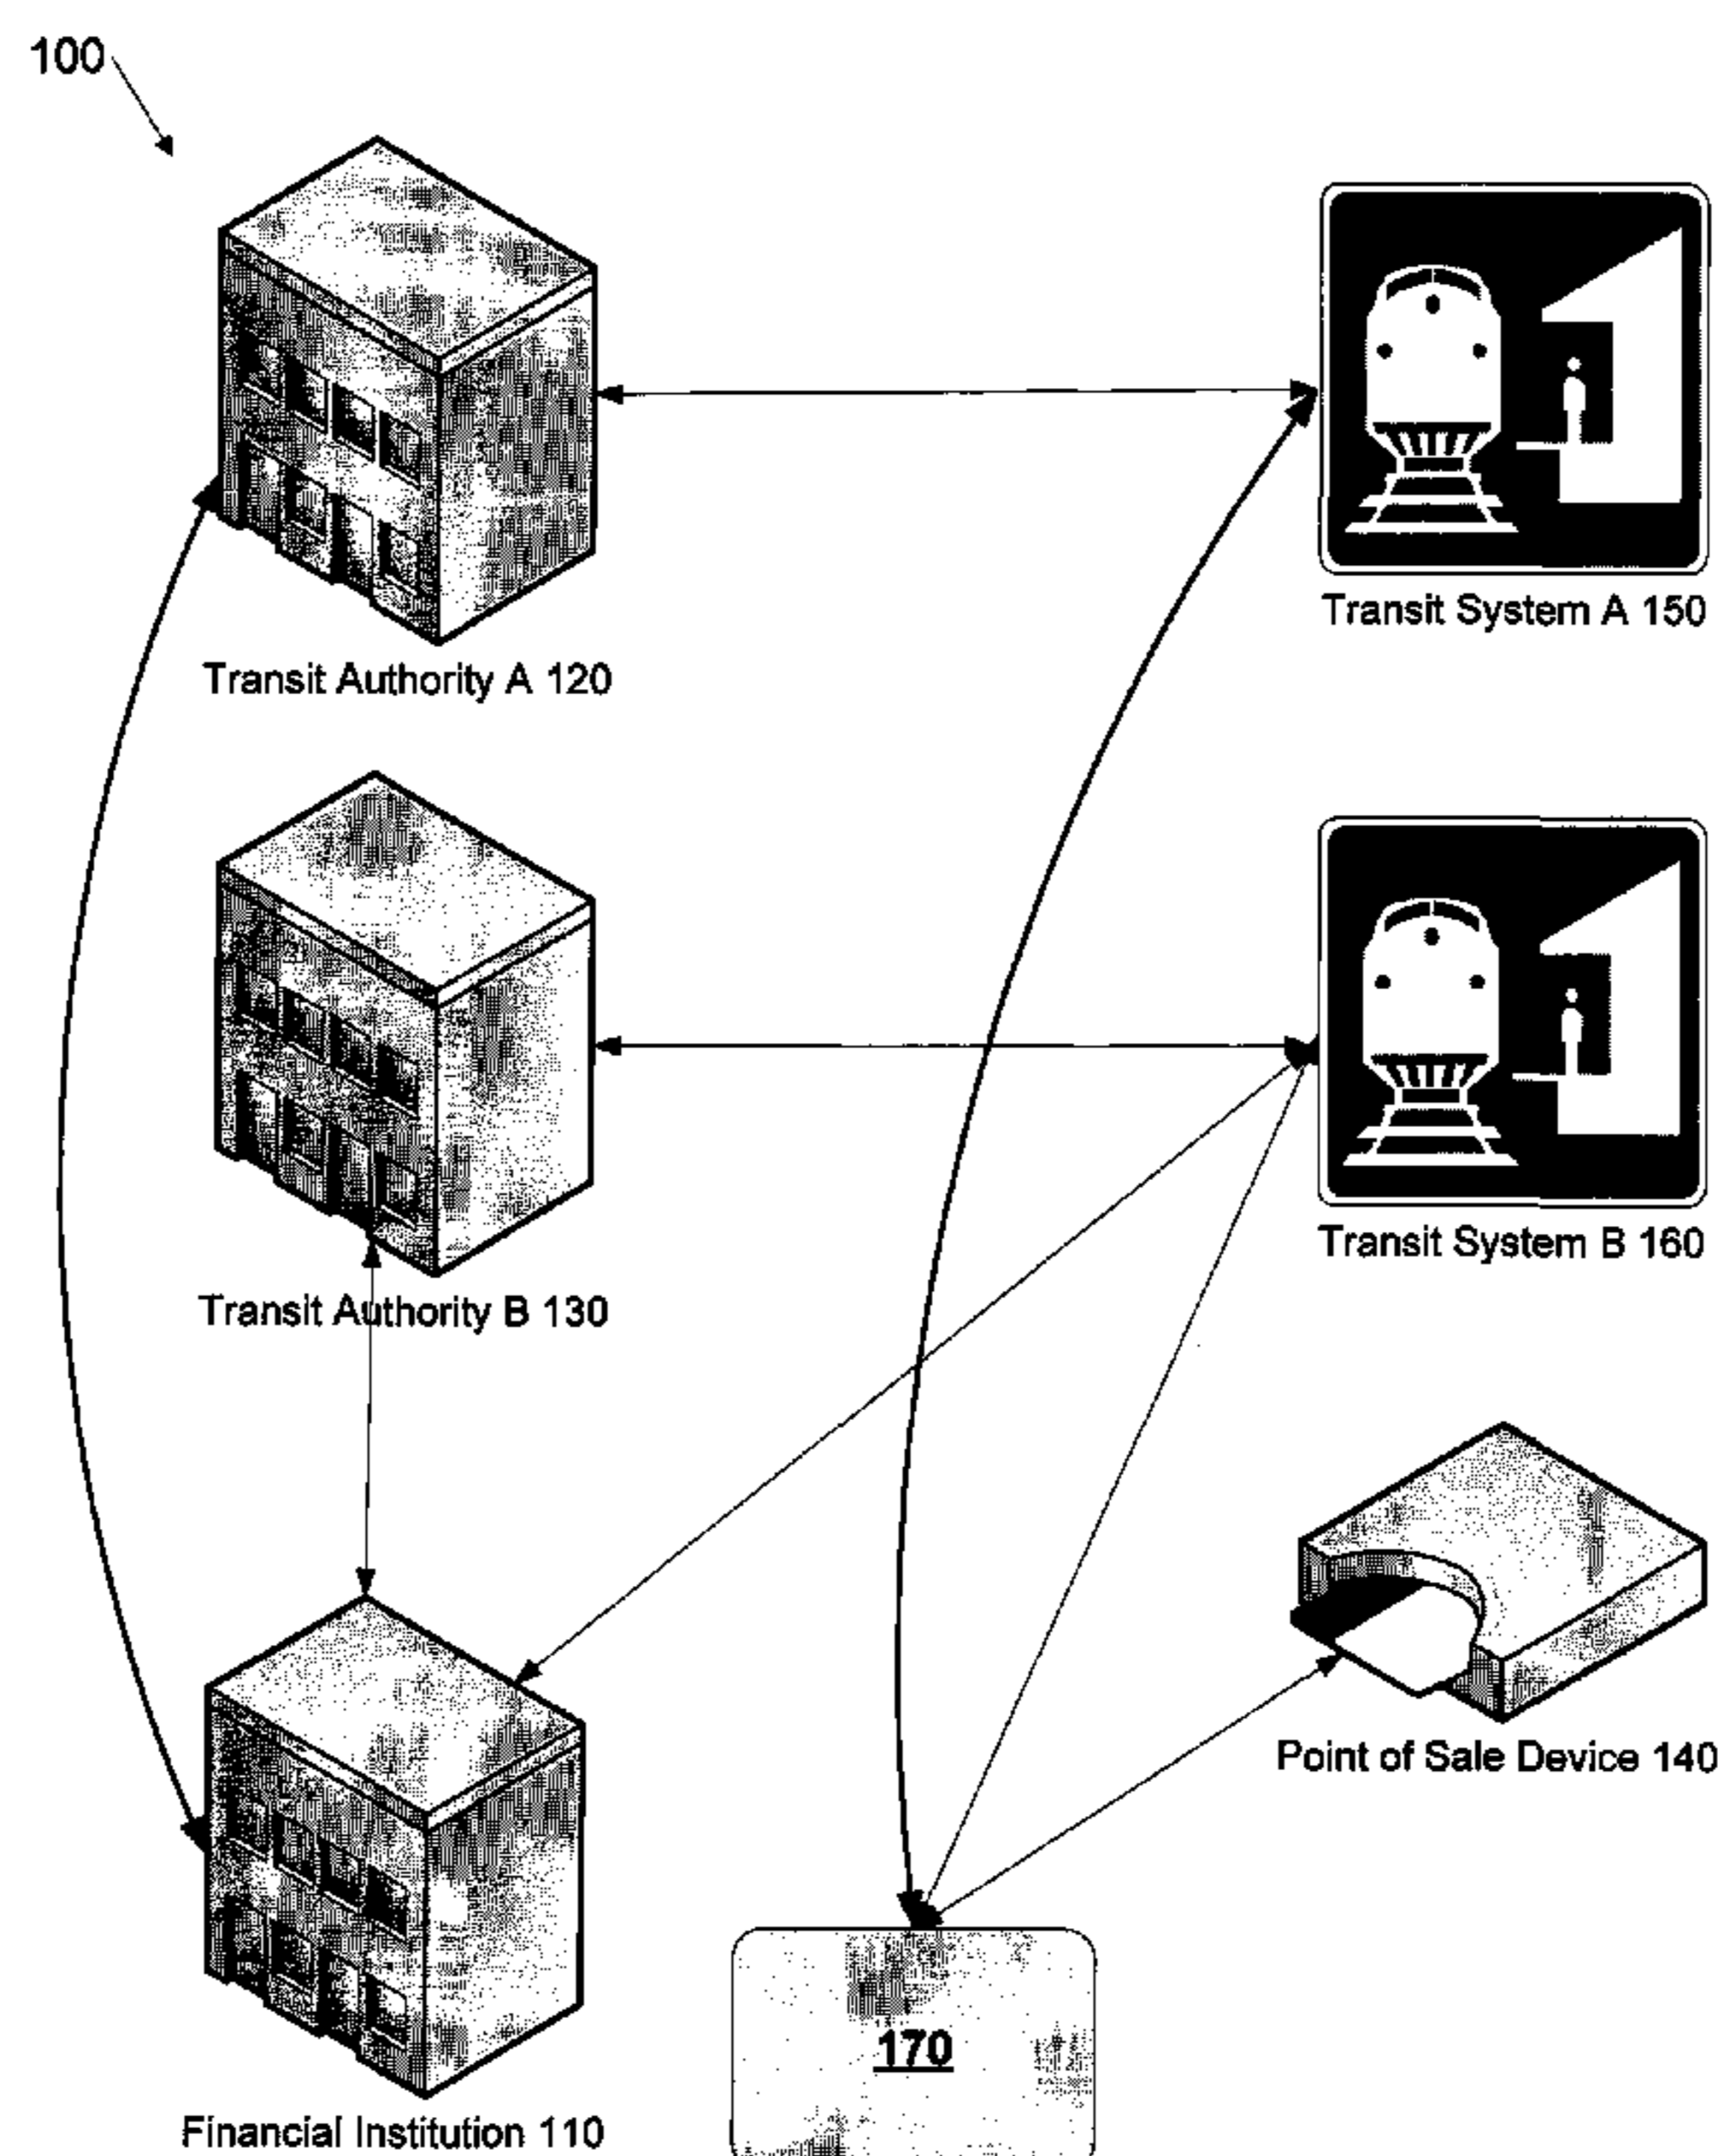 100
Transit Authority A 120
Transit System A 150
Transit Authority B 130
Transit System B 160
Point of Sale Device 140
170
Financial Institution 110